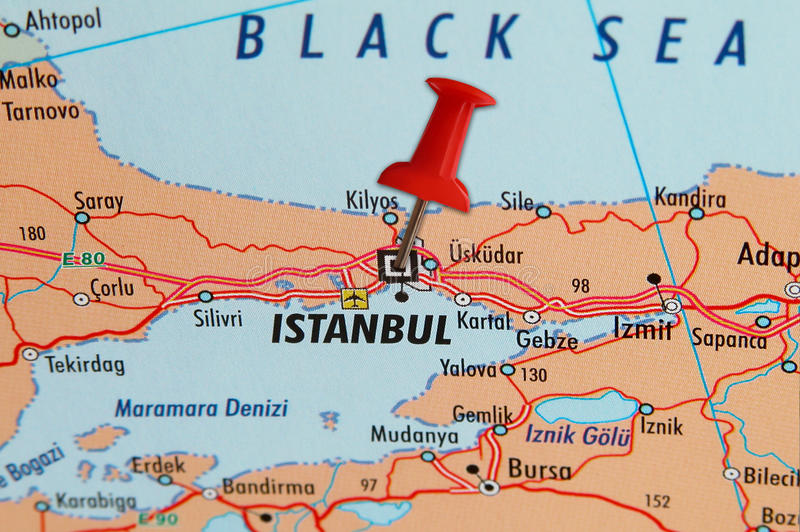 Ahtopol
BLACK SEA
Malko
Tarnovo
Saray
Kilyos
Sile
Kandira
180
E 80
Üsküdar
Adap
Çorlu
98
Silivri
ISTANBUL
Kartal
Gebze
Izmit
Sapanca
Tekirdag
Yalova
130
Maramara Denizi
Gemlik
Iznik Gölü
Iznik
Mudanya
e Bogazi
Erdek
Bursa
Bilecik
Karabiga
Bandirma
97
152
E 90
Bozi
dreamstime